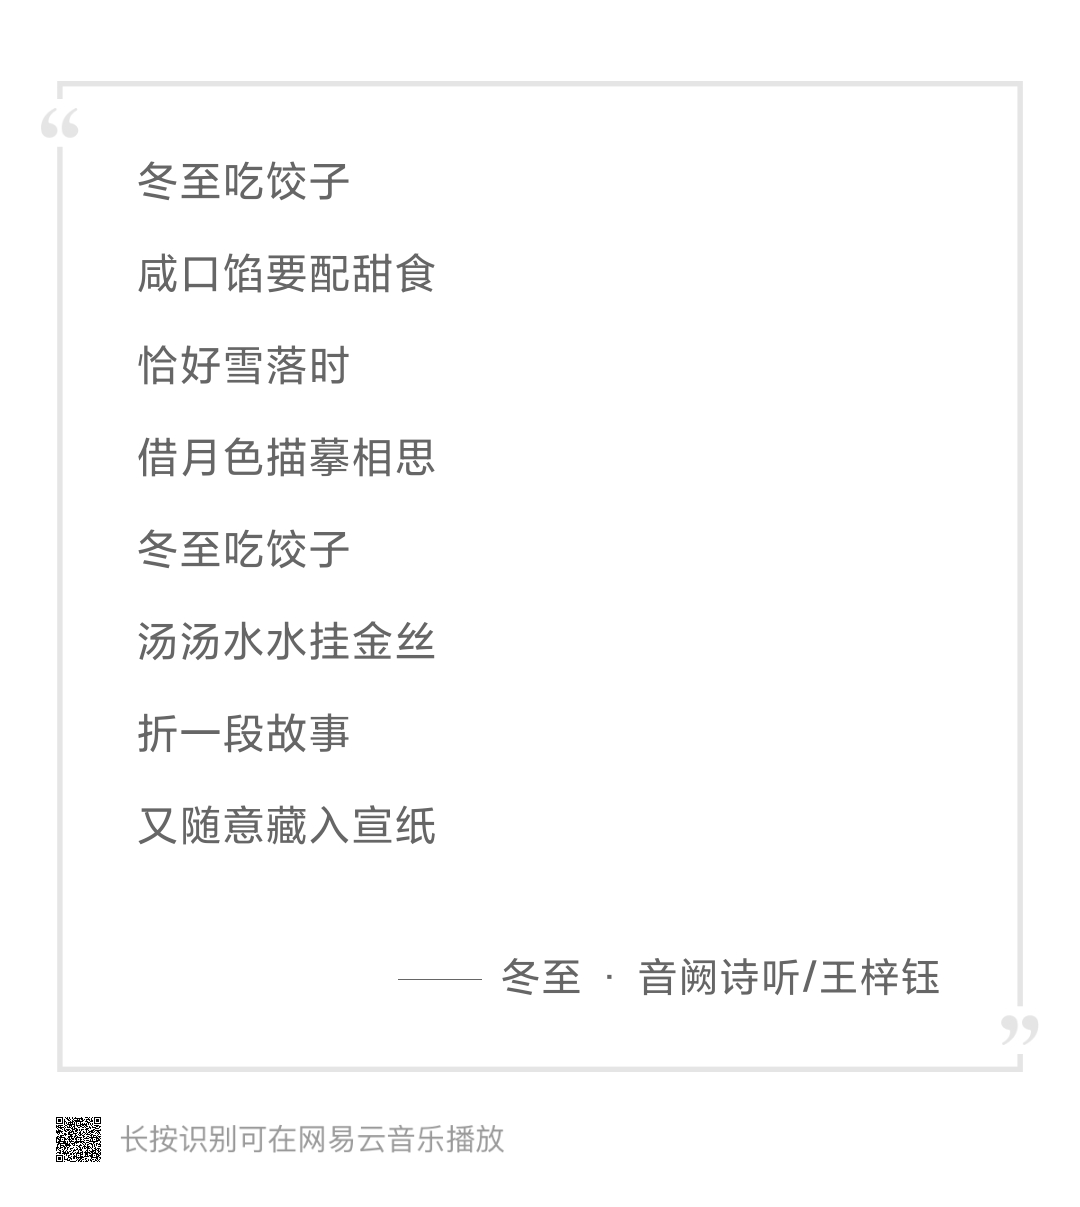 “
冬至吃饺子
咸口馅要配甜食
恰好雪落时
借月色描摹相思
冬至吃饺子
汤汤水水挂金丝
折一段故事
又随意藏入宣纸
—— 冬至 · 音阙诗听/王梓钰
”
长按识别可在网易云音乐播放